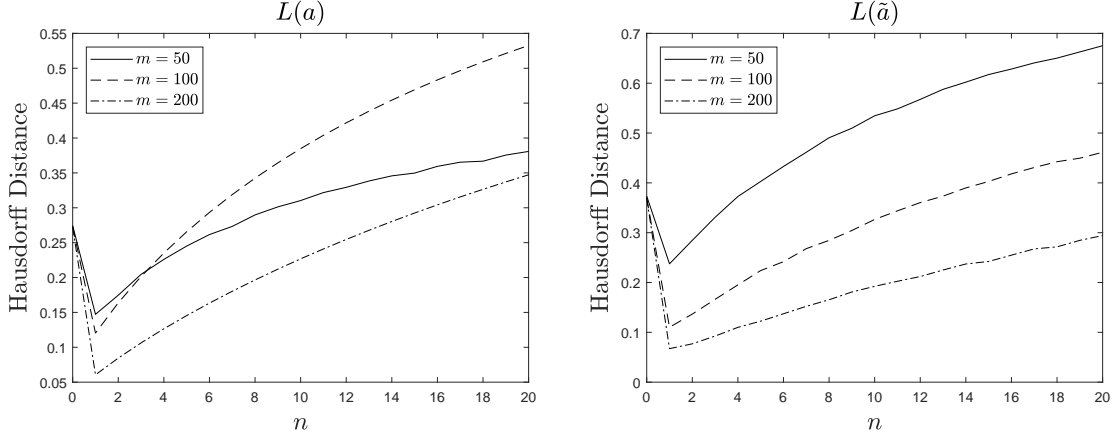 L(a)
Hausdorff Distance
0.55
0.5
0.45
0.4
0.35
0.3
0.25
0.2
0.15
0.1
0.05
m = 50
m = 100
m = 200
0 2 4 6 8 10 12 14 16 18 20
n
L(ã)
Hausdorff Distance
0.7
0.6
0.5
0.4
0.3
0.2
0.1
0
m = 50
m = 100
m = 200
0 2 4 6 8 10 12 14 16 18 20
n